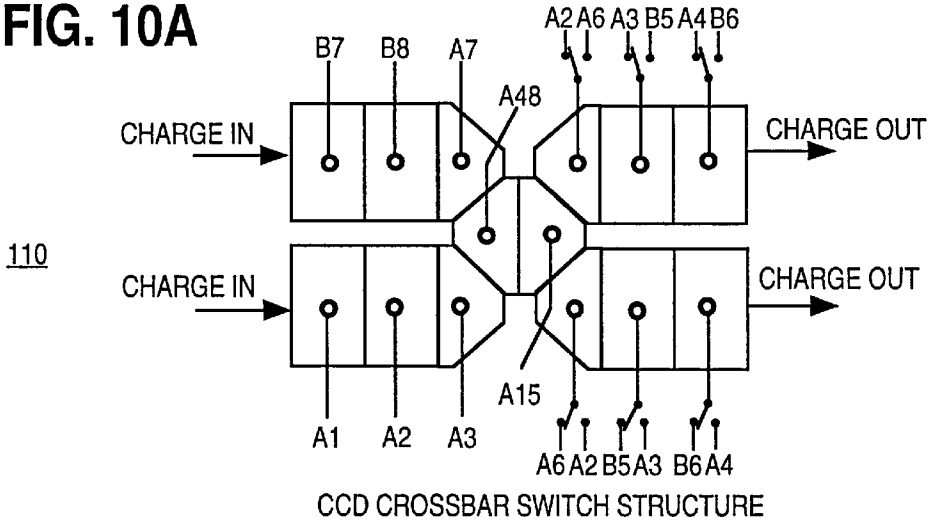 FIG. 10A
A2 A6 A3 B5 A4 B6
B7 B8 A7
A48
CHARGE IN
CHARGE OUT
110
CHARGE IN
CHARGE OUT
A15
A1 A2 A3
A6 A2 B5 A3 B6 A4
CCD CROSSBAR SWITCH STRUCTURE